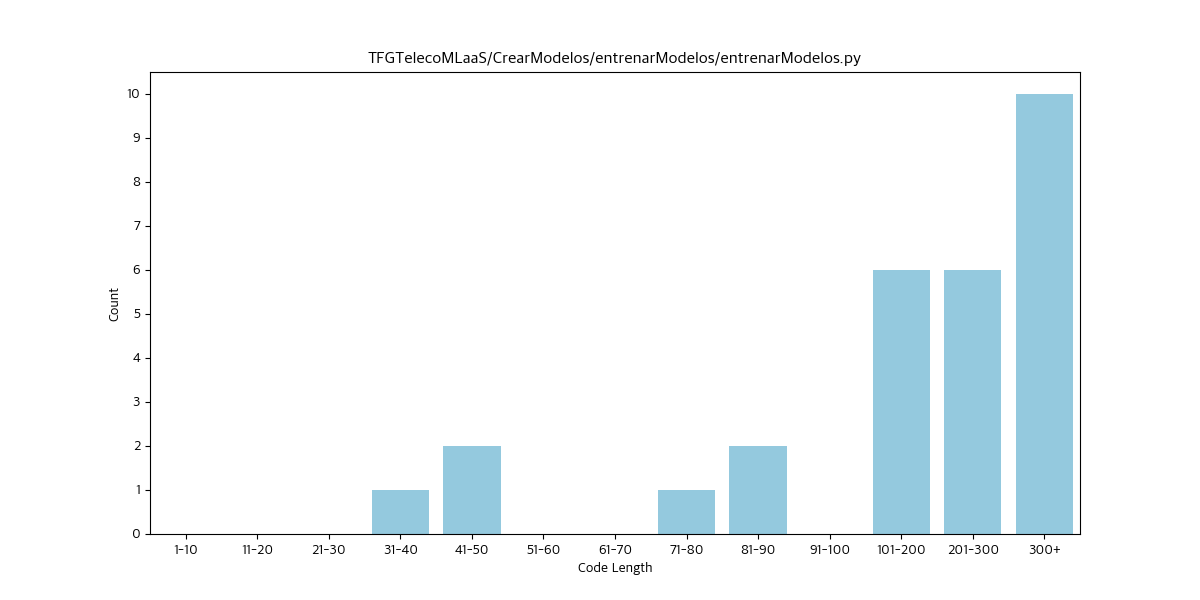 TFGTelecoMLaaS/CrearModelos/entrenarModelos/entrenarModelos.py
10
9
8
7
6
5
4
3
2
1
0
Count
1-10 11-20 21-30 31-40 41-50 51-60 61-70 71-80 81-90 91-100 101-200 201-300 300+
Code Length